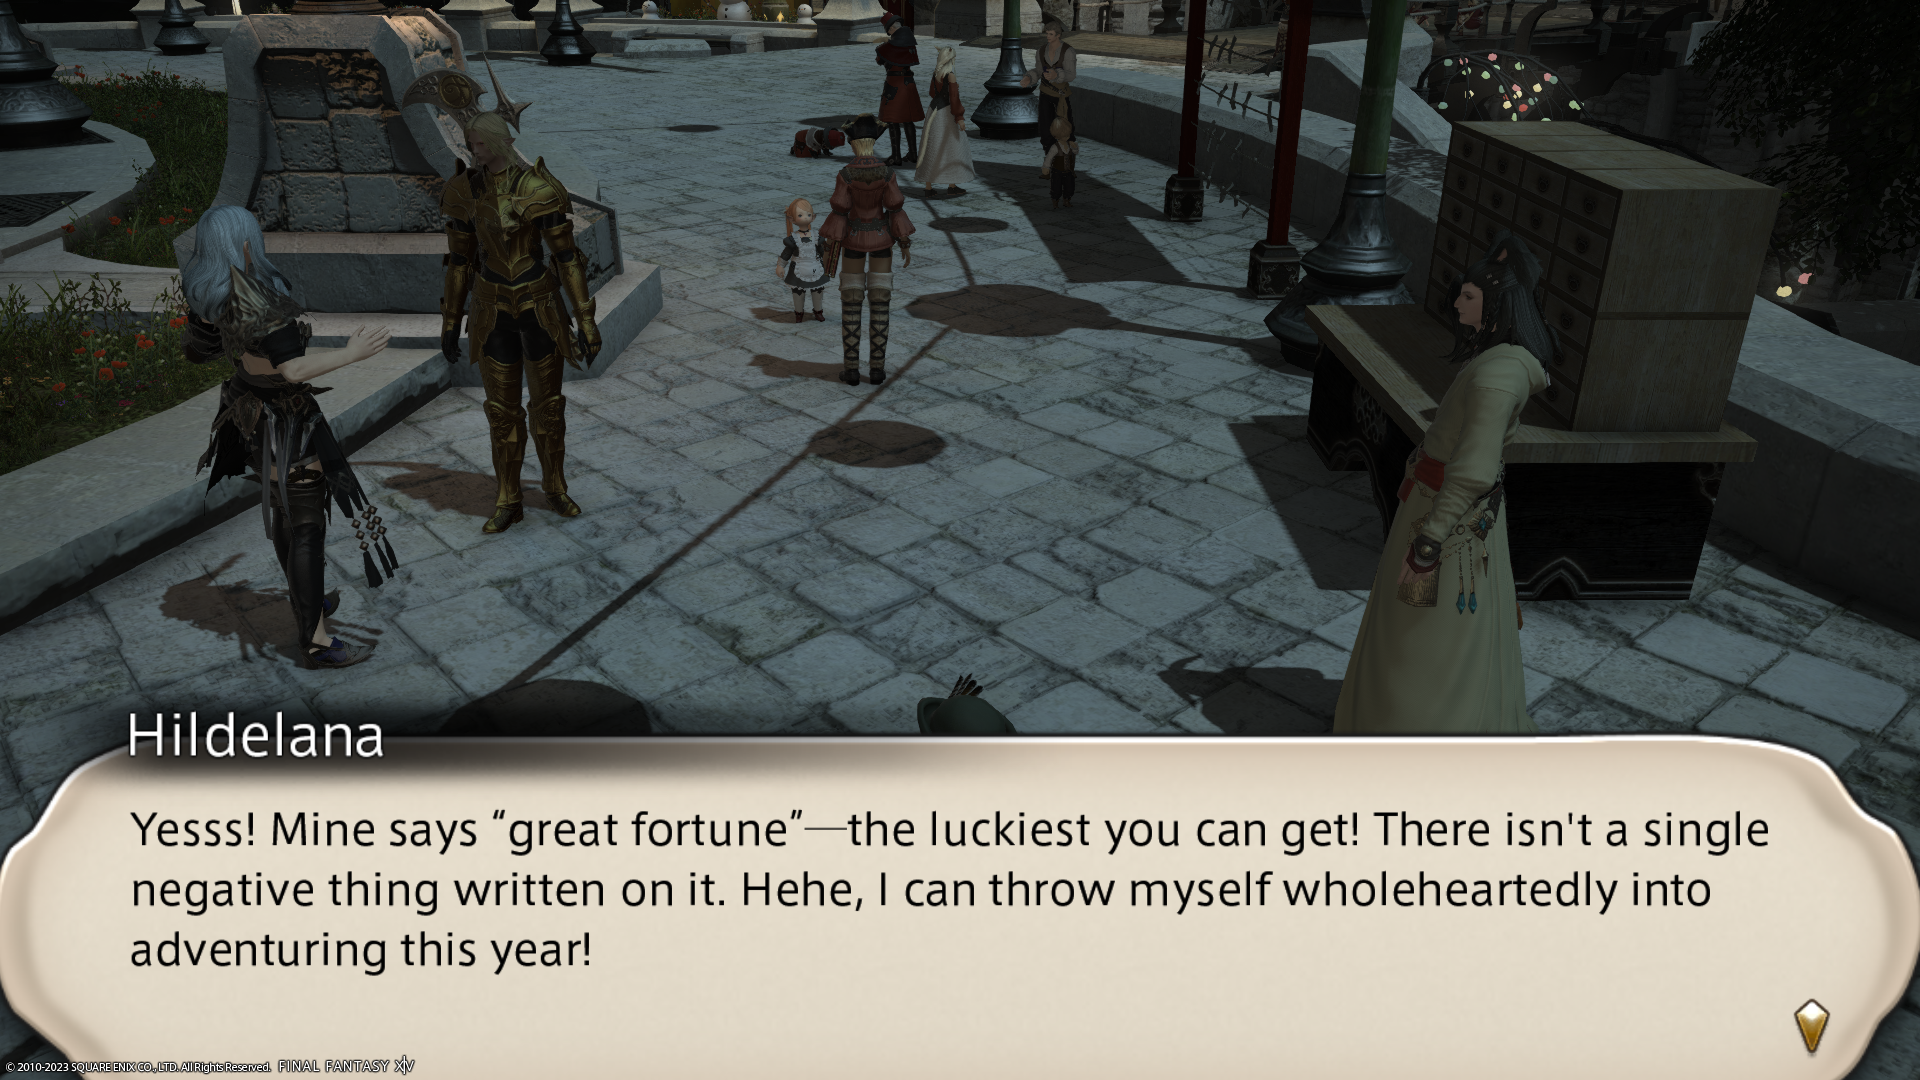 Hildelana
Yesss! Mine says “great fortune”—the luckiest you can get! There isn't a single
negative thing written on it. Hehe, I can throw myself wholeheartedly into
adventuring this year!
© 2010-2023 SQUARE ENIX CO., LTD. All Rights Reserved. FINAL FANTASY XIV